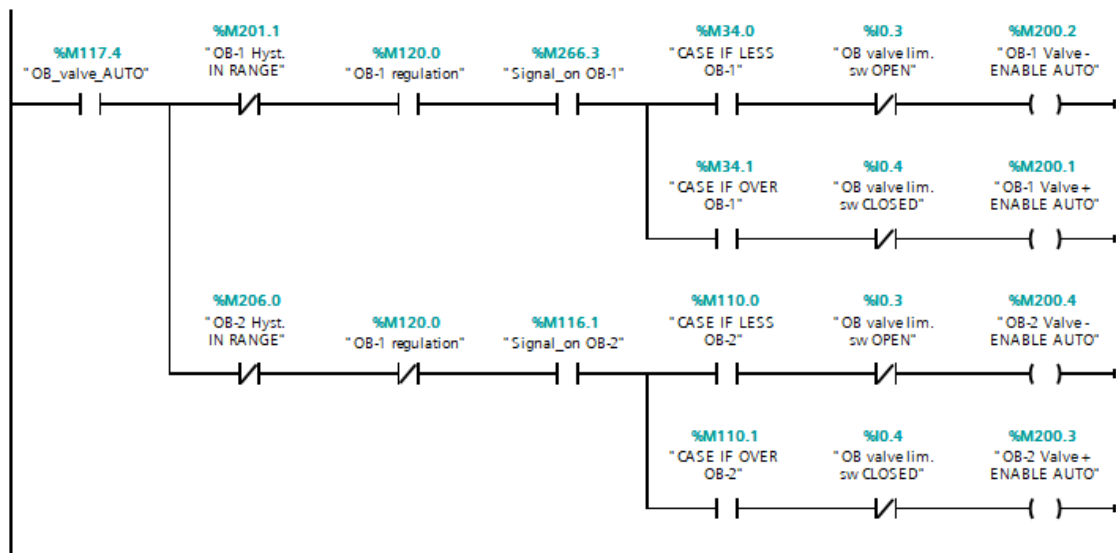 %M117.4
"OB_valve_AUTO"
%M201.1
"OB-1 Hyst.
IN RANGE"
%M120.0
"OB-1 regulation"
%M266.3
"Signal_on OB-1"
%M34.0
"CASE IF LESS
OB-1"
%I0.3
"OB valve lim.
sw OPEN"
%M200.2
"OB-1 Valve -
ENABLE AUTO"
%M34.1
"CASE IF OVER
OB-1"
%I0.4
"OB valve lim.
sw CLOSED"
%M200.1
"OB-1 Valve +
ENABLE AUTO"
%M206.0
"OB-2 Hyst.
IN RANGE"
%M120.0
"OB-1 regulation"
%M116.1
"Signal_on OB-2"
%M110.0
"CASE IF LESS
OB-2"
%I0.3
"OB valve lim.
sw OPEN"
%M200.4
"OB-2 Valve -
ENABLE AUTO"
%M110.1
"CASE IF OVER
OB-2"
%I0.4
"OB valve lim.
sw CLOSED"
%M200.3
"OB-2 Valve +
ENABLE AUTO"